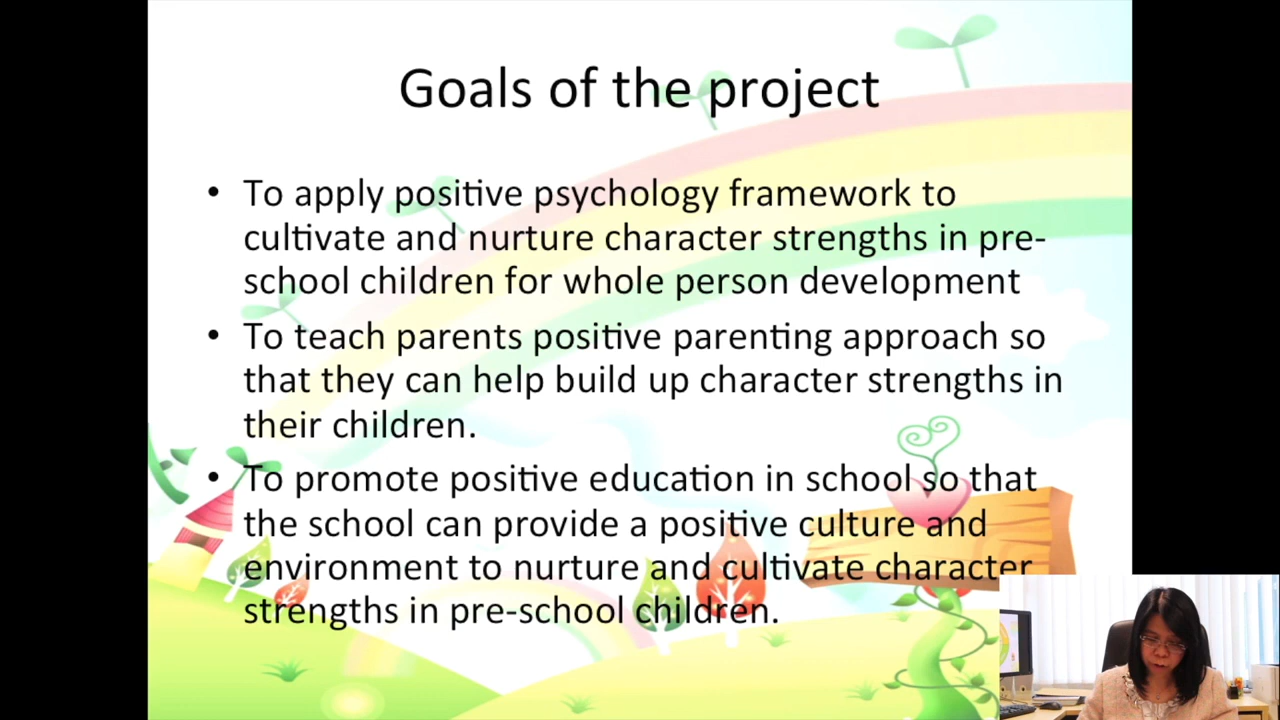 Goals of the project
• To apply positive psychology framework to
cultivate and nurture character strengths in pre-
school children for whole person development
• To teach parents positive parenting approach so
that they can help build up character strengths in
their children.
• To promote positive education in school so that
the school can provide a positive culture and
environment to nurture and cultivate character
strengths in pre-school children.